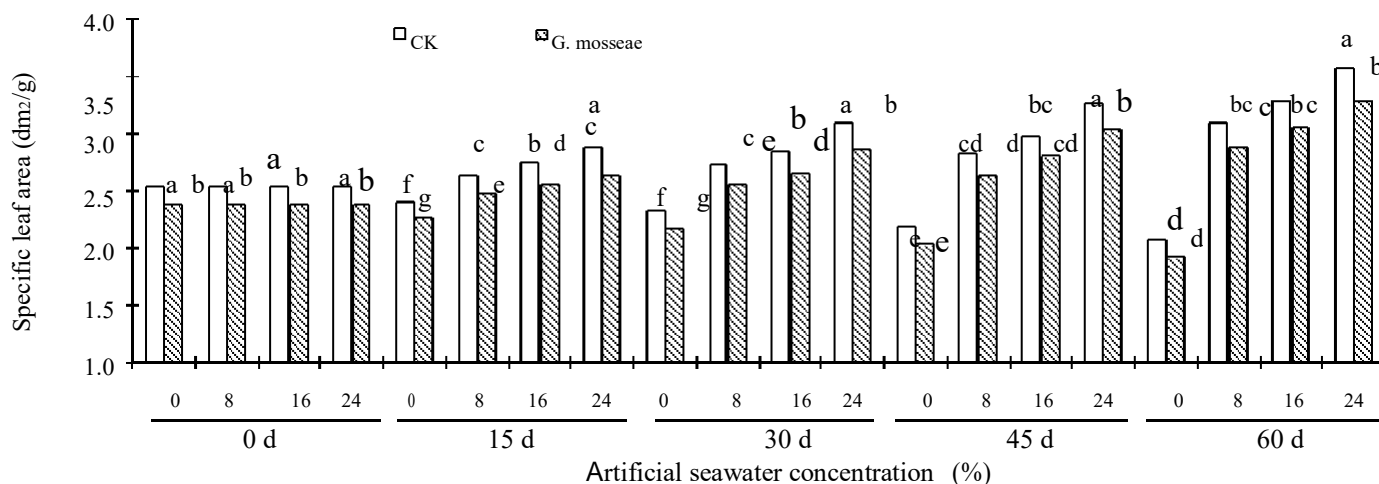 4.0
CK G. mosseae
3.5
3.0
2.5
2.0
1.5
1.0
Specific leaf area (dm2/g)
a b a b a b a b
f g c e b d a c
f g c e b d a b
e e cd d bc cd a b
d d bc c b c a b
0 8 16 24 0 8 16 24 0 8 16 24 0 8 16 24 0 8 16 24
0 d 15 d 30 d 45 d 60 d
Artificial seawater concentration (%)